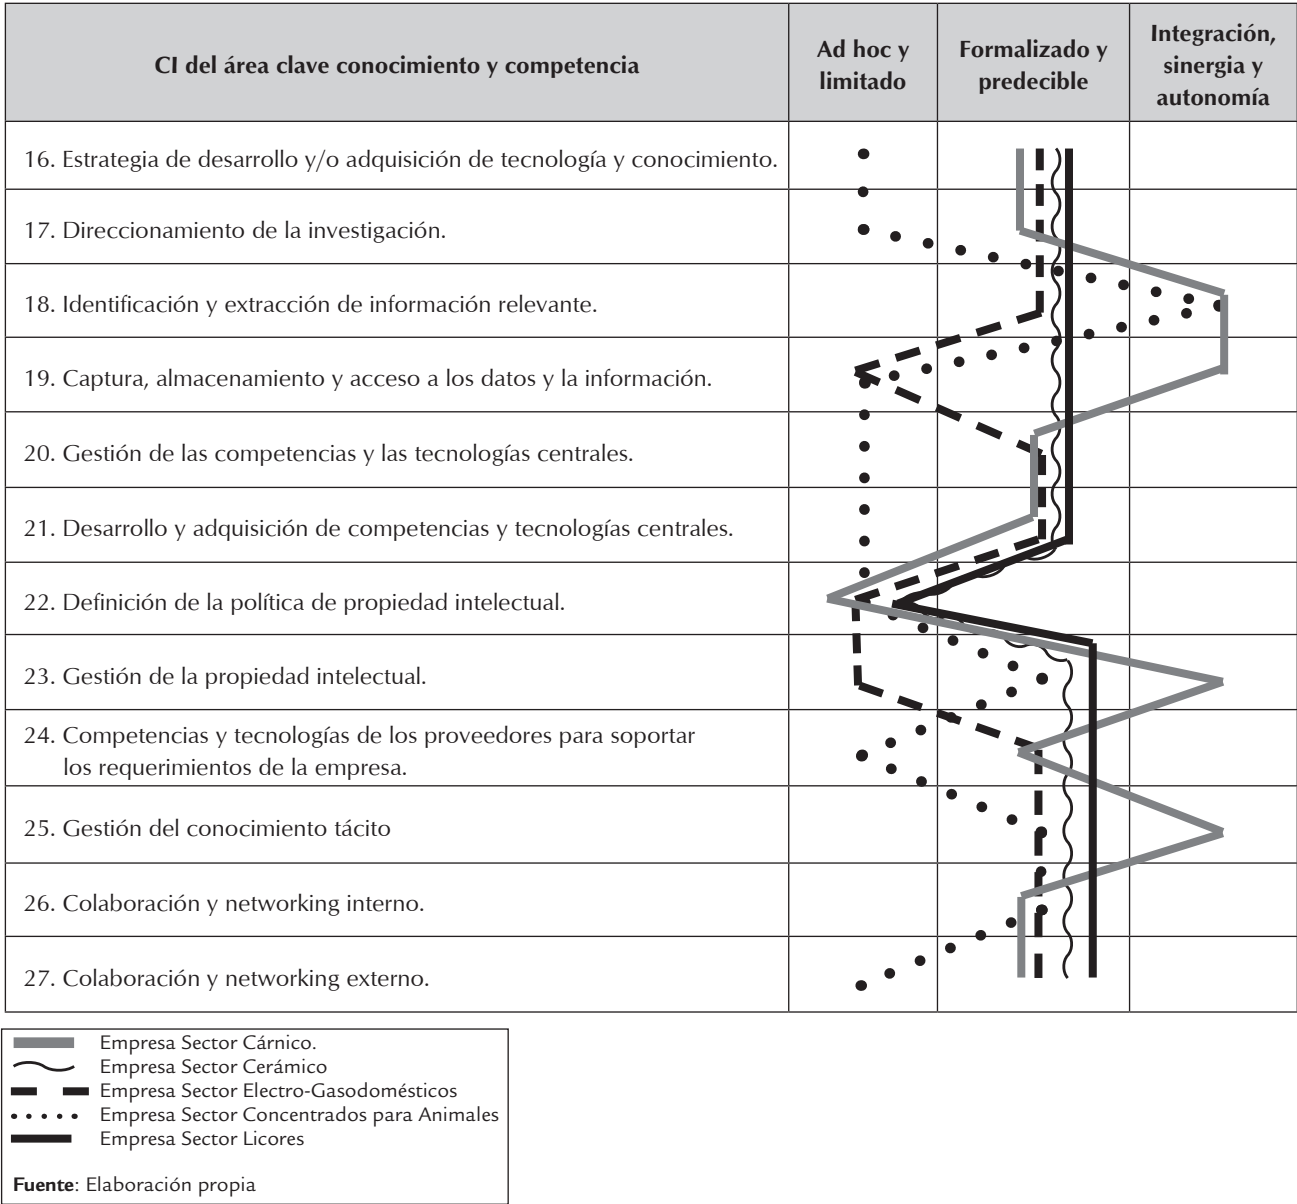 CI del área clave conocimiento y competencia
Ad hoc y
limitado
Formalizado y
predecible
Integración,
sinergia y
autonomía
16. Estrategia de desarrollo y/o adquisición de tecnología y conocimiento.
17. Direccionamiento de la investigación.
18. Identificación y extracción de información relevante.
19. Captura, almacenamiento y acceso a los datos y la información.
20. Gestión de las competencias y las tecnologías centrales.
21. Desarrollo y adquisición de competencias y tecnologías centrales.
22. Definición de la política de propiedad intelectual.
23. Gestión de la propiedad intelectual.
24. Competencias y tecnologías de los proveedores para soportar
los requerimientos de la empresa.
25. Gestión del conocimiento tácito
26. Colaboración y networking interno.
27. Colaboración y networking externo.
Empresa Sector Cárnico.
Empresa Sector Cerámico
Empresa Sector Electro-Gasodomésticos
Empresa Sector Concentrados para Animales
Empresa Sector Licores
Fuente: Elaboración propia